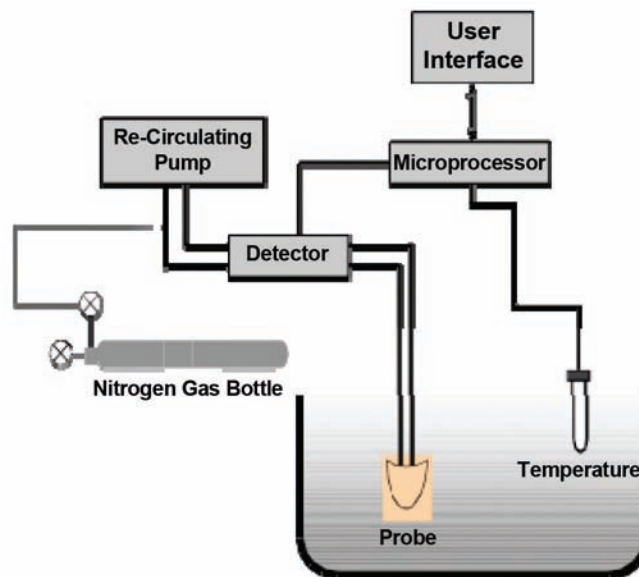 User
Interface
Re-Circulating
Pump
Microprocessor
Detector
Nitrogen Gas Bottle
Temperature
Probe